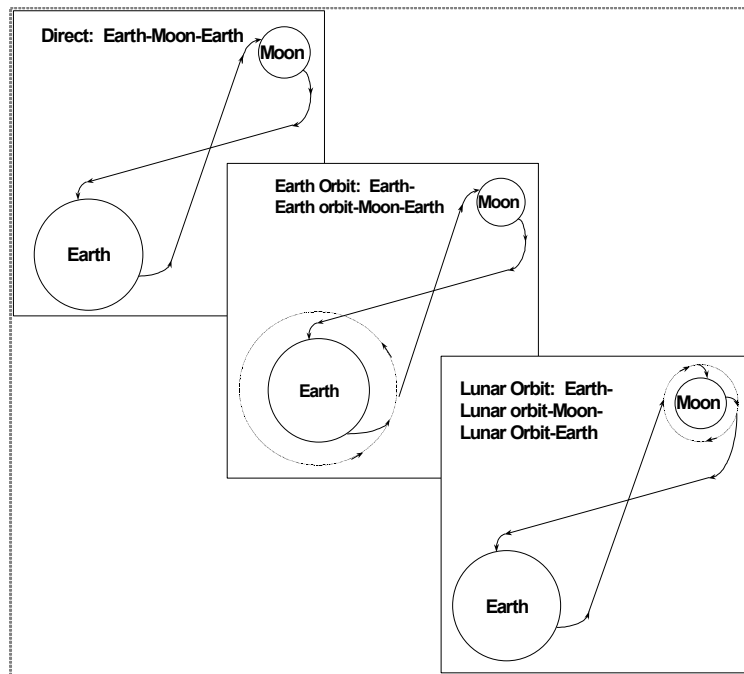 Direct: Earth-Moon-Earth
Moon
Earth
Earth Orbit: Earth-
Earth orbit-Moon-Earth
Moon
Earth
Lunar Orbit: Earth-
Lunar orbit-Moon-
Lunar Orbit-Earth
Moon
Earth